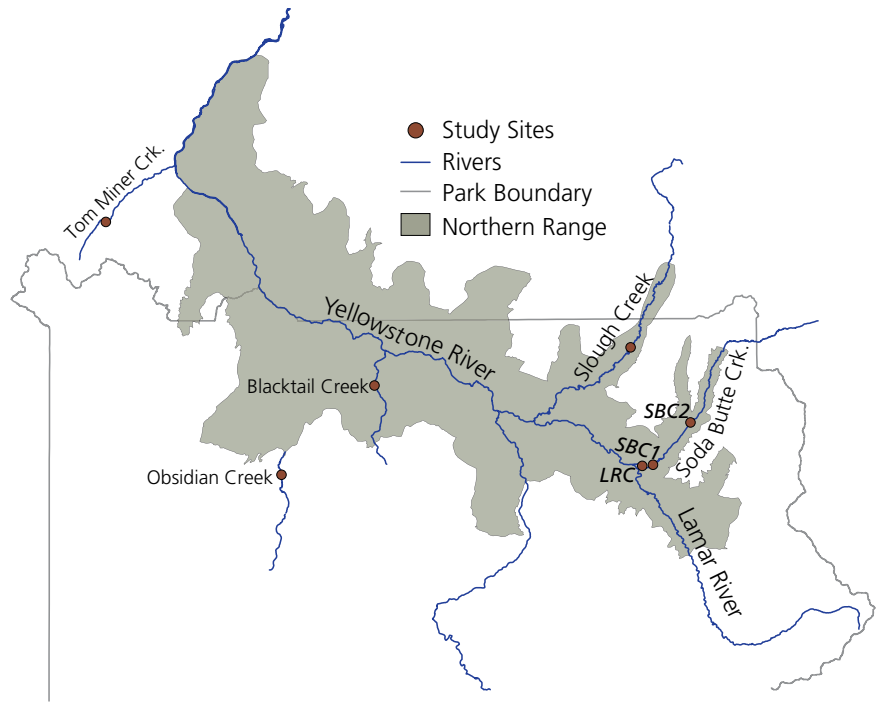 Study Sites
Rivers
Park Boundary
Northern Range
Tom Miner Crk.
Yellowstone River
Slough Creek
Blacktail Creek
SBC2
Soda Butte Crk.
SBC1
LRC
Obsidian Creek
Lamar River